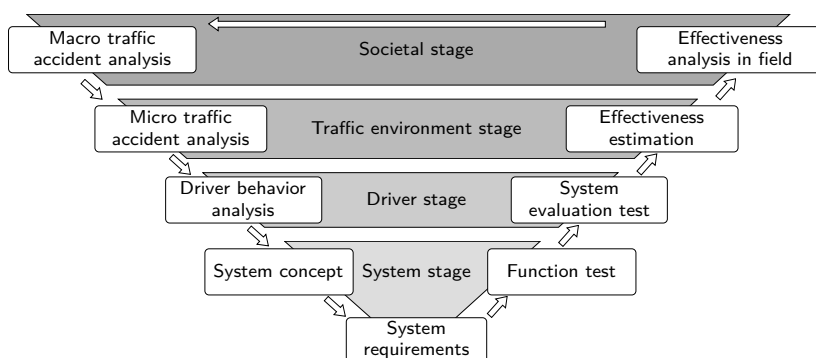 Macro traffic
accident analysis
Societal stage
Effectiveness
analysis in field
Micro traffic
accident analysis
Traffic environment stage
Effectiveness
estimation
Driver behavior
analysis
Driver stage
System
evaluation test
System concept
System stage
Function test
System
requirements